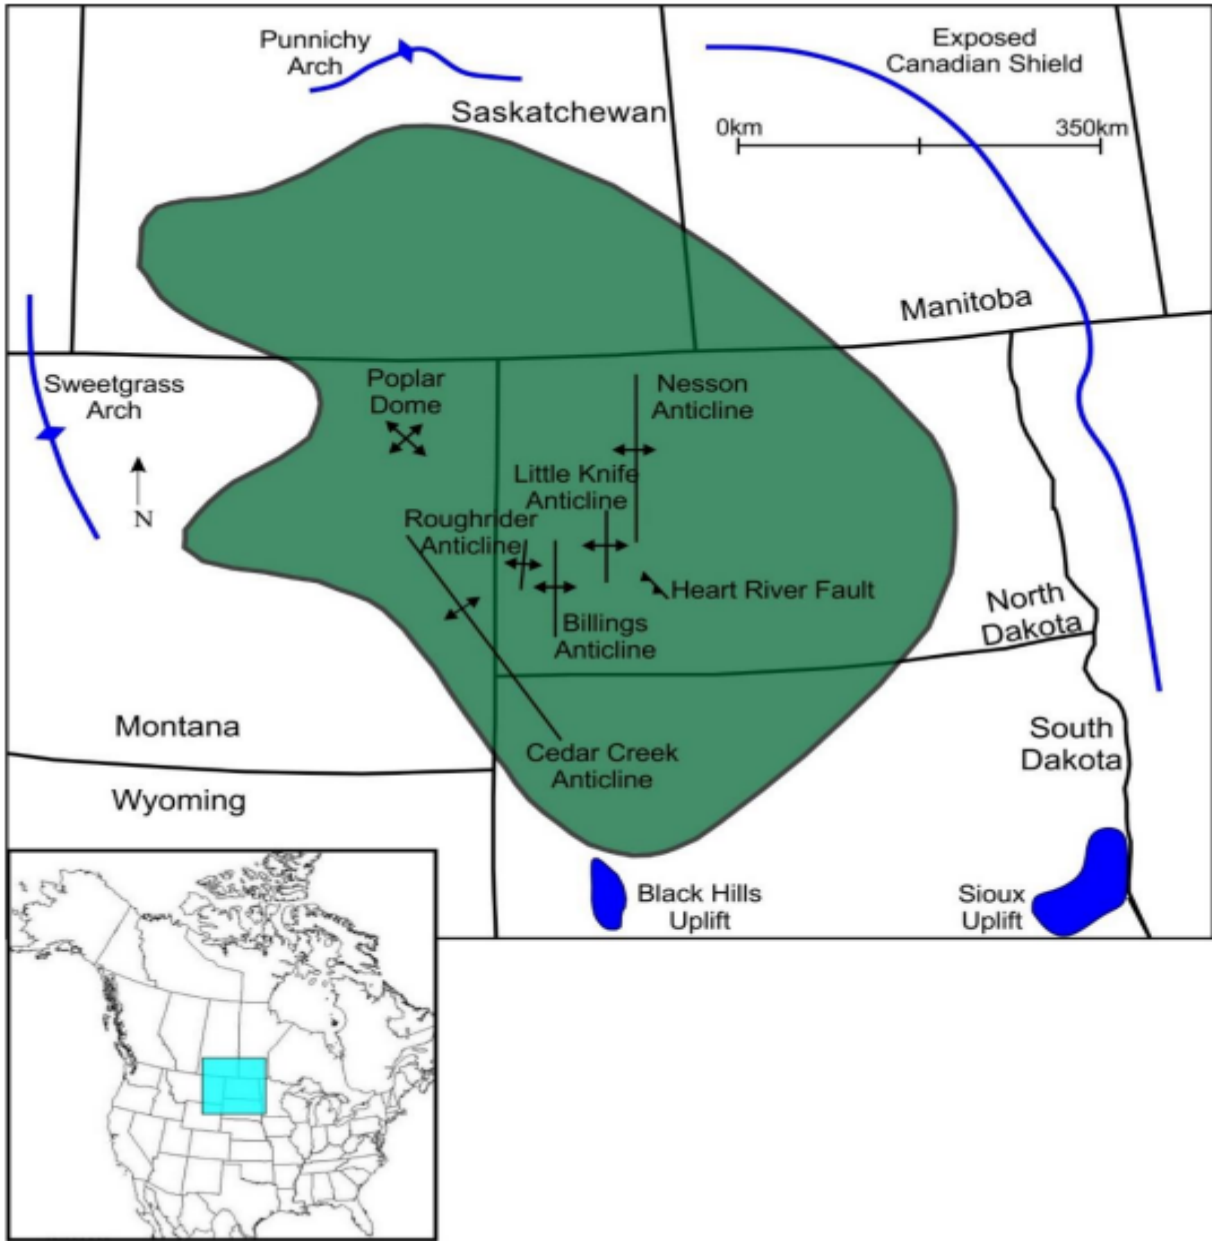 Punnichy
Arch
Exposed
Canadian Shield
Saskatchewan
0km
350km
Manitoba
Sweetgrass
Arch
Poplar
Dome
Nesson
Anticline
N
Little Knife
Anticline
Roughrider
Anticline
Heart River Fault
Billings
Anticline
North
Dakota
Montana
South
Dakota
Cedar Creek
Anticline
Wyoming
Black Hills
Uplift
Sioux
Uplift